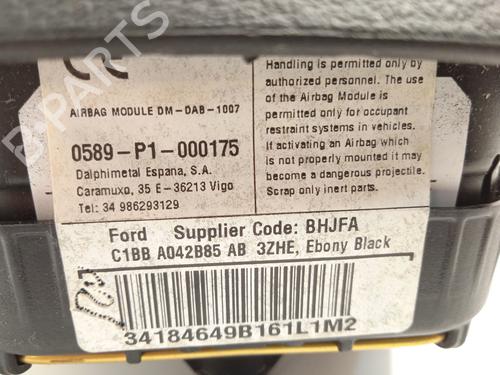 CR
AIRBAG MODULE DM-DAB-1007
0589-P1-000175
Dalphimetal Espana, S.A.
Caramuxo, 35 E-36213 Vigo
Tel: 34 986293129
Handling is permitted only by
authorized personnel. The use
of the Airbag Module is
permitted only for occupant
restraint systems in vehicles.
If activating an Airbag which
is not properly mounted it may
become a dangerous projectile.
Scrap only inert parts.
Ford Supplier Code: BHJFA
C1BB A042B85 AB 3ZHE, Ebony Black
34184649B161L1M2
B-PARTS